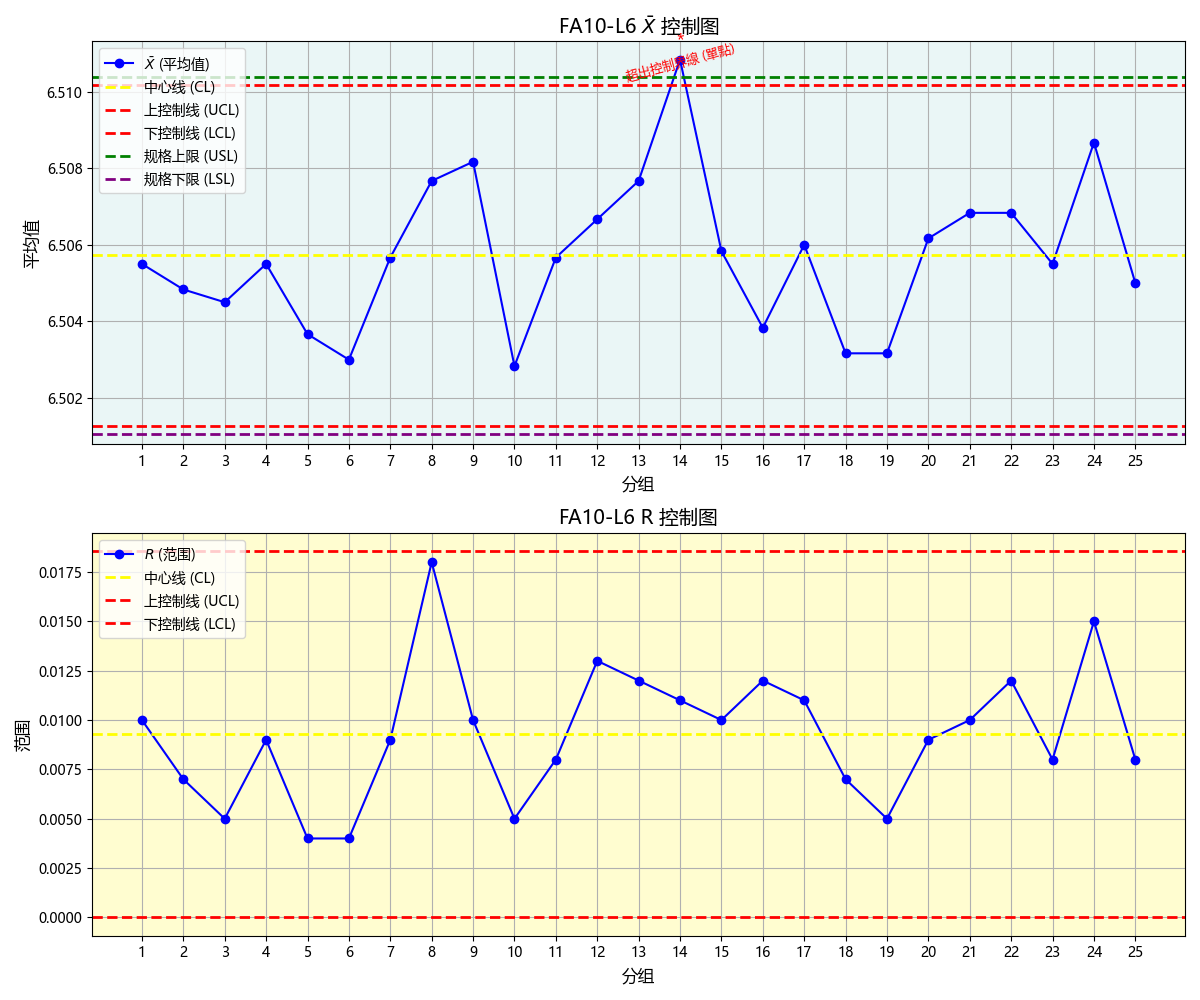 FA10-L6 X̄ 控制图
*
超出控制界線 (單點)
X̄ (平均值)
中心线 (CL)
上控制线 (UCL)
下控制线 (LCL)
规格上限 (USL)
规格下限 (LSL)
平均值
6.510
6.508
6.506
6.504
6.502
1 2 3 4 5 6 7 8 9 10 11 12 13 14 15 16 17 18 19 20 21 22 23 24 25
分组
FA10-L6 R 控制图
R (范围)
中心线 (CL)
上控制线 (UCL)
下控制线 (LCL)
范围
0.0175
0.0150
0.0125
0.0100
0.0075
0.0050
0.0025
0.0000
1 2 3 4 5 6 7 8 9 10 11 12 13 14 15 16 17 18 19 20 21 22 23 24 25
分组